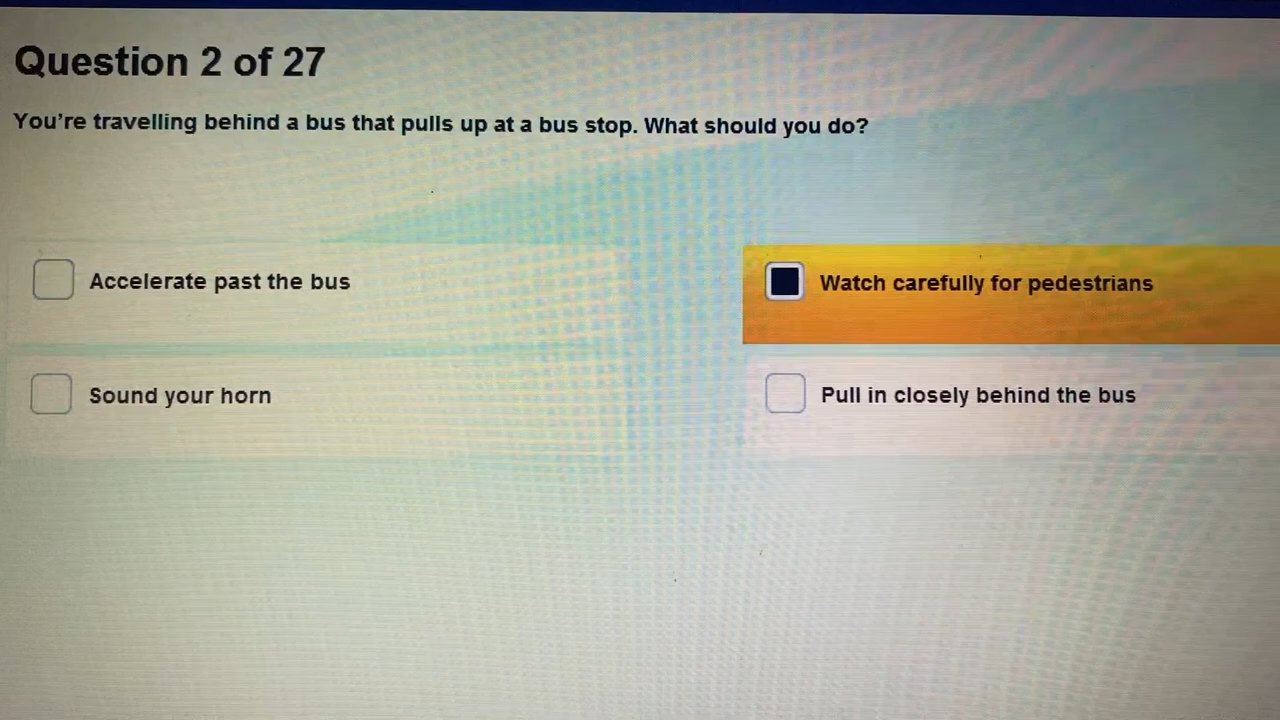 Question 2 of 27
You're travelling behind a bus that pulls up at a bus stop. What should you do?
Accelerate past the bus
Watch carefully for pedestrians
Sound your horn
Pull in closely behind the bus